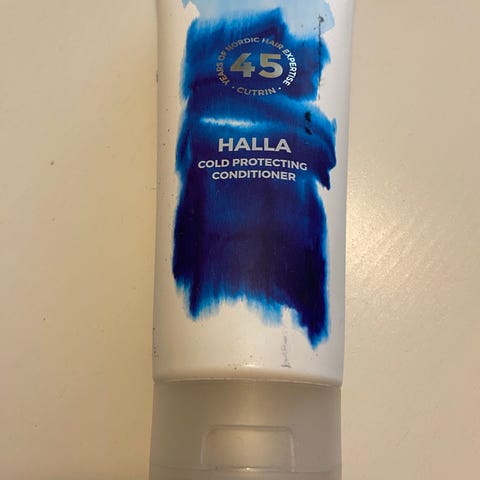 YEARS OF NORDIC HAIR EXPERTISE
45
• CUTRIN •
HALLA
COLD PROTECTING
CONDITIONER